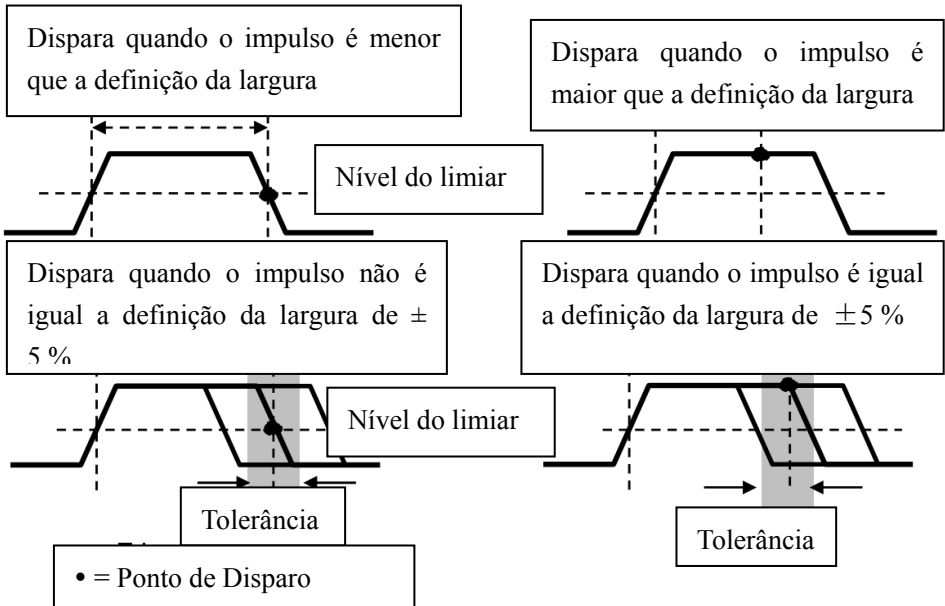 Dispara quando o impulso é menor
que a definição da largura
Dispara quando o impulso é
maior que a definição da largura
Nível do limiar
Dispara quando o impulso não é
igual a definição da largura de ±
5 %
Dispara quando o impulso é igual
a definição da largura de ±5 %
Nível do limiar
Tolerância
Tolerância
• = Ponto de Disparo